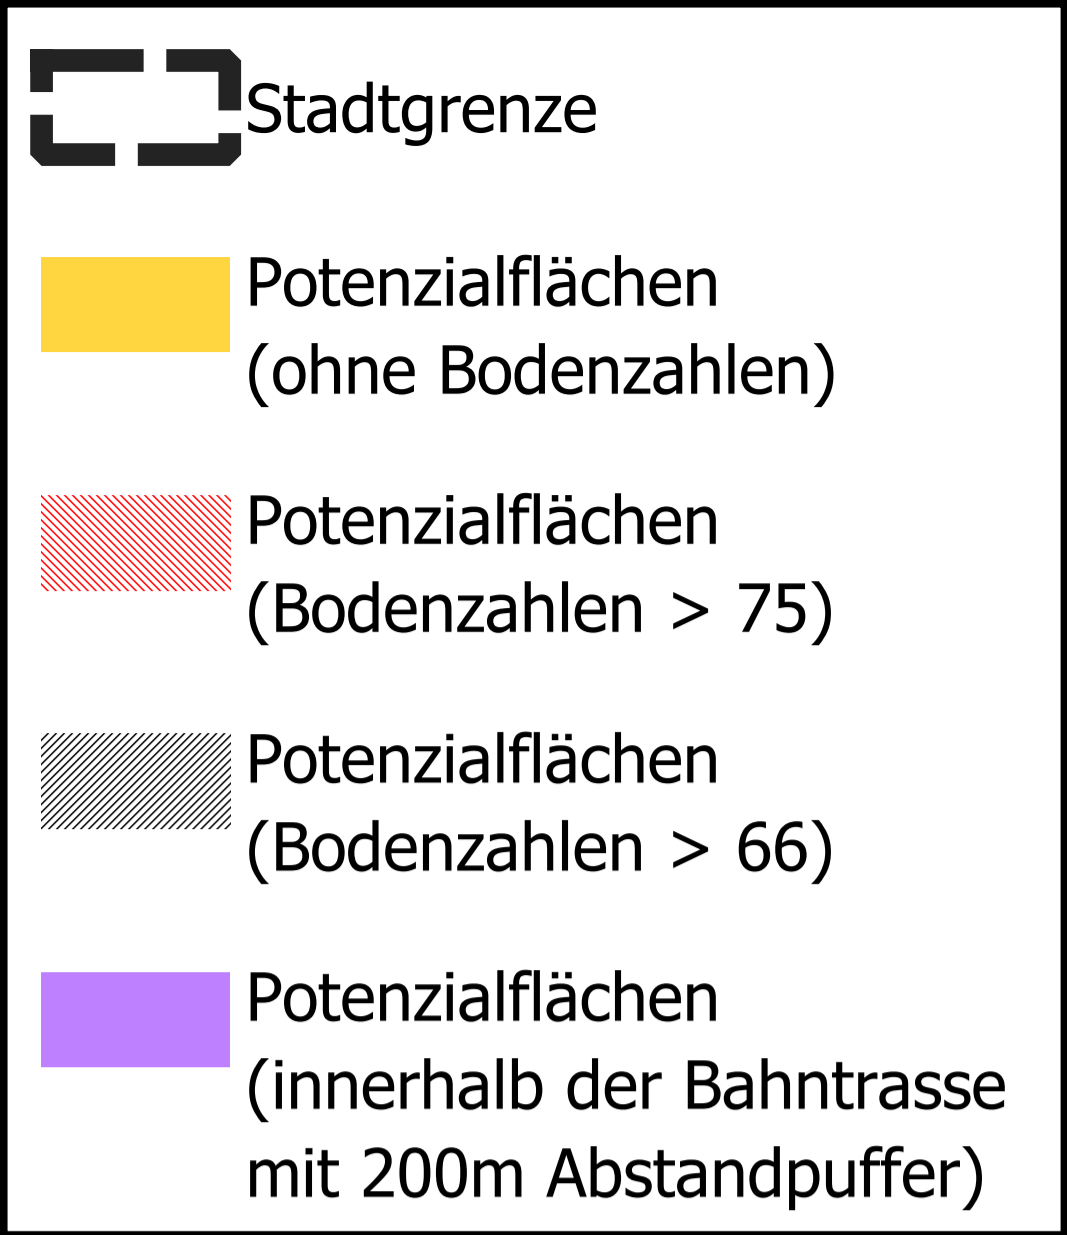 Stadtgrenze
Potenzialflächen
(ohne Bodenzahlen)
Potenzialflächen
(Bodenzahlen > 75)
Potenzialflächen
(Bodenzahlen > 66)
Potenzialflächen
(innerhalb der Bahntrasse
mit 200m Abstandpuffer)